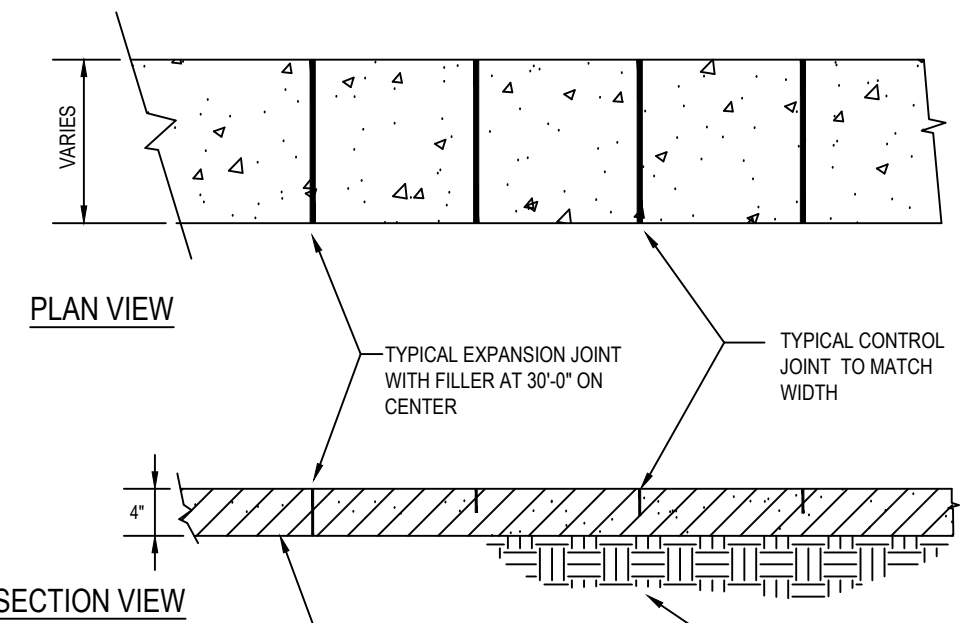 VARIES
PLAN VIEW
TYPICAL EXPANSION JOINT
WITH FILLER AT 30'-0" ON
CENTER
TYPICAL CONTROL
JOINT TO MATCH
WIDTH
4"
SECTION VIEW